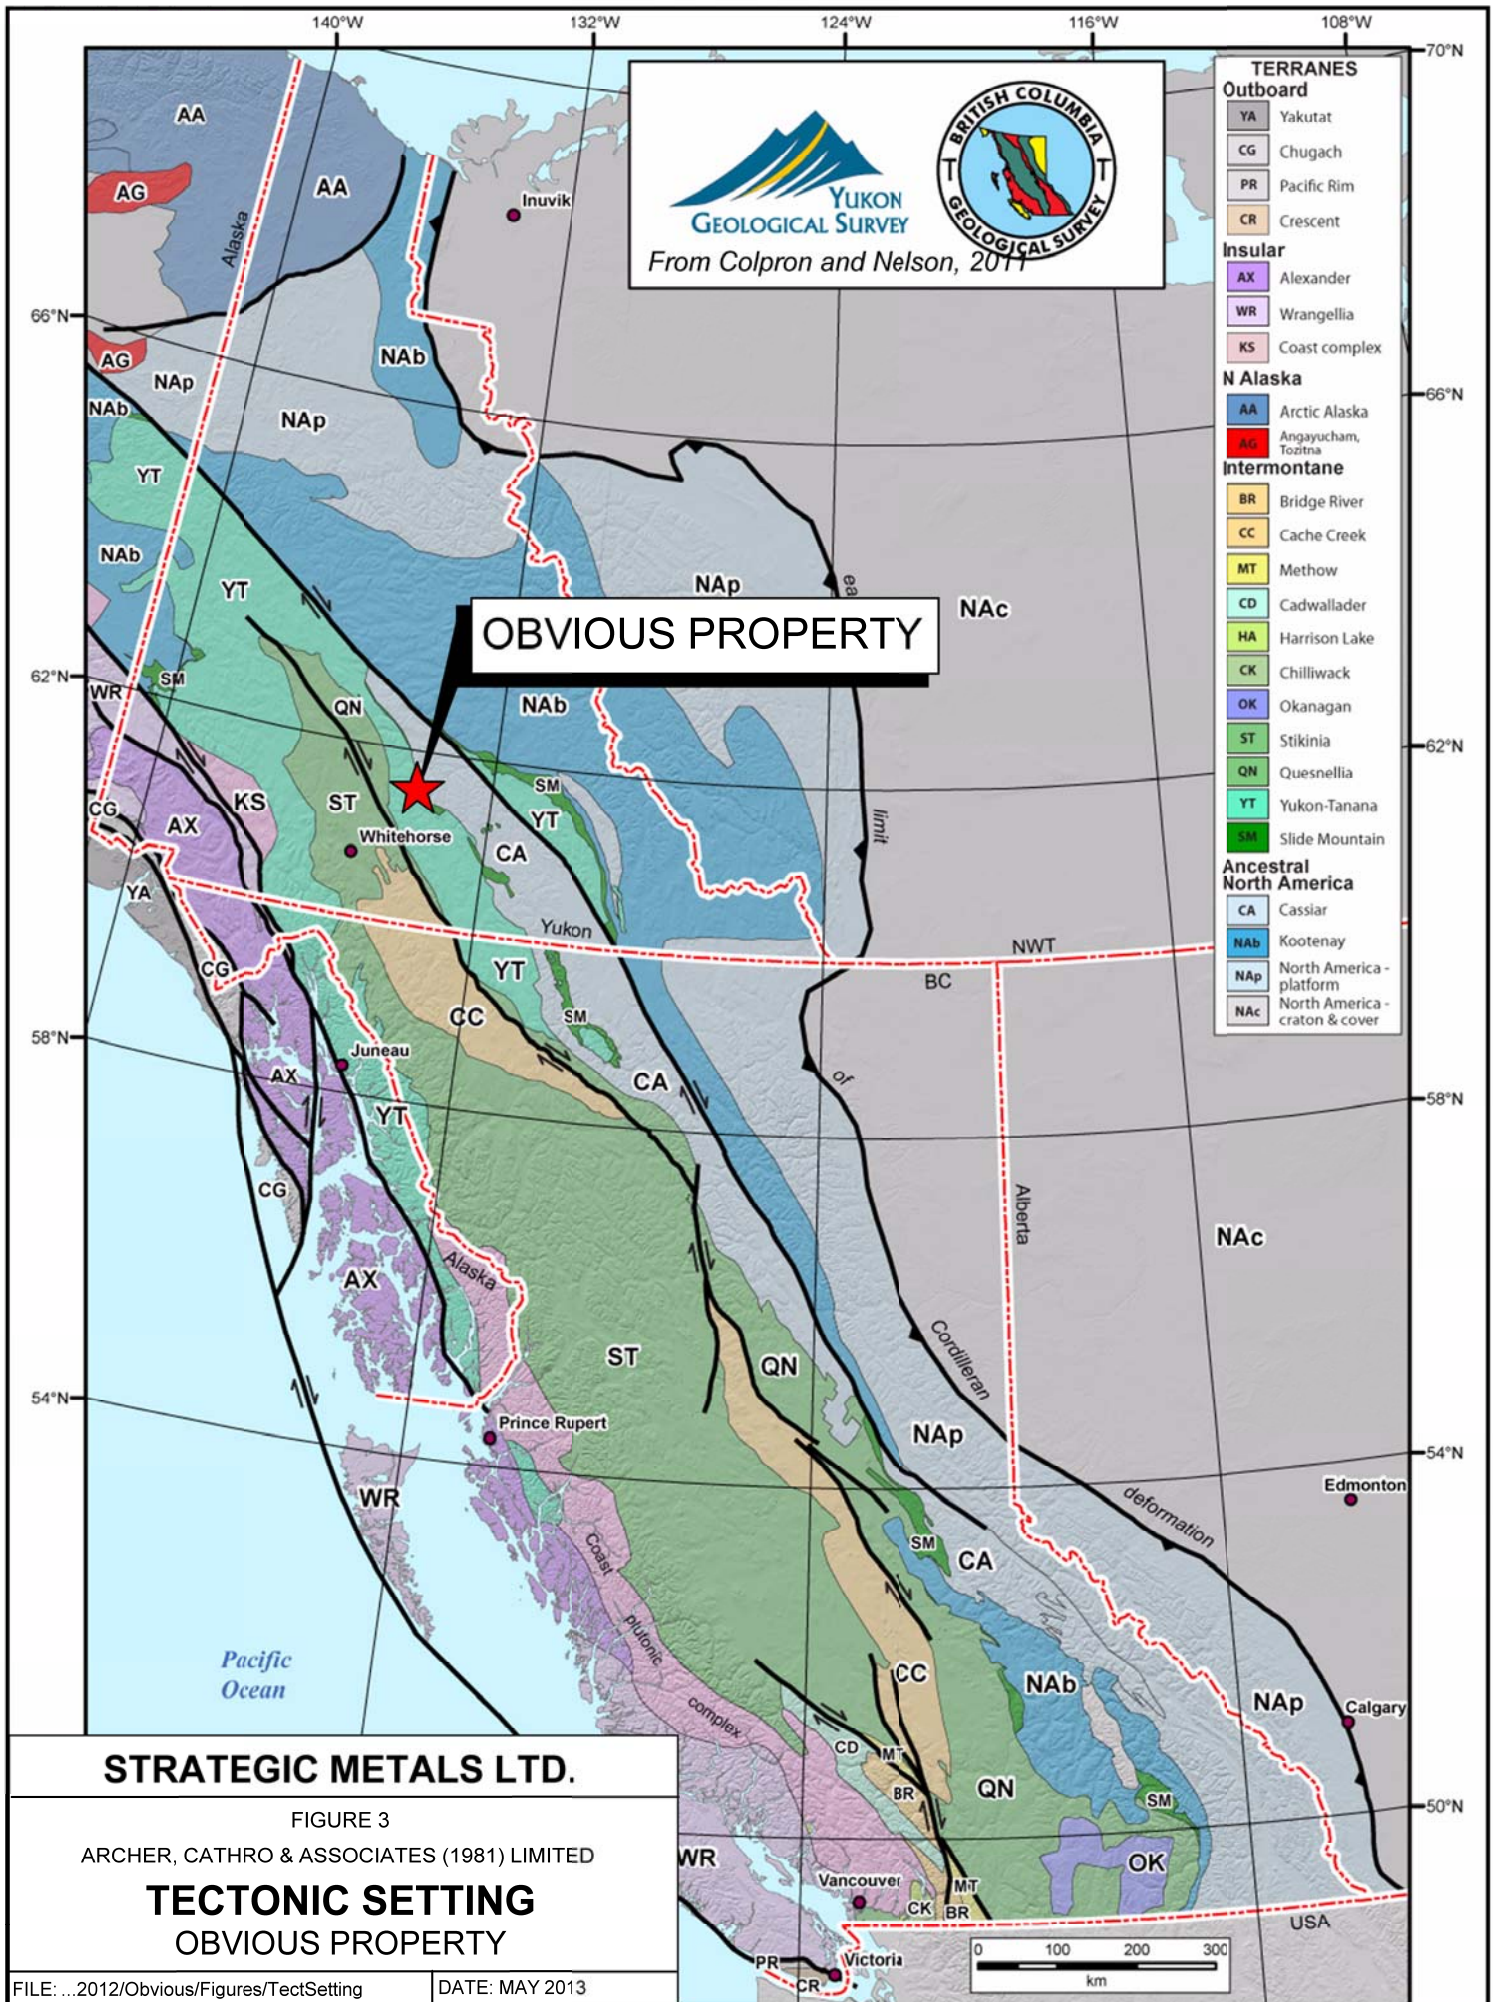 140°W 132°W 124°W 116°W 108°W
70°N
66°N
62°N
58°N
54°N
66°N
62°N
58°N
54°N
50°N
YUKON
GEOLOGICAL SURVEY
BRITISH COLUMBIA
GEOLOGICAL SURVEY
From Colpron and Nelson, 2011
TERRANES
Outboard
YA Yakutat
CG Chugach
PR Pacific Rim
CR Crescent
Insular
AX Alexander
WR Wrangellia
KS Coast complex
N Alaska
AA Arctic Alaska
AG Angayucham,
Tozitna
Intermontane
BR Bridge River
CC Cache Creek
MT Methow
CD Cadwallader
HA Harrison Lake
CK Chilliwack
OK Okanagan
ST Stikinia
QN Quesnellia
YT Yukon-Tanana
SM Slide Mountain
Ancestral
North America
CA Cassiar
NAb Kootenay
NAp North America -
platform
NAc North America -
craton & cover
AA
AG
AA
Alaska
Inuvik
AG
NAp
NAb
NAb
NAp
YT
NAb
YT
NAp
ea
NAc
OBVIOUS PROPERTY
SM
WR
QN
NAb
SM
KS
ST
YT
CG
AX
Whitehorse
CA
limit
YA
Yukon
NWT
CG
YT
BC
CC
SM
Juneau
AX
CA
of
YT
CG
Alberta
NAc
AX
Alaska
ST
QN
Cordilleran
Prince Rupert
NAp
Edmonton
WR
deformation
SM
CA
Coast
plutonic
complex
Pacific
Ocean
CC
NAb
NAp
Calgary
CD
MT
BR
QN
SM
WR
OK
Vancouver
CK
MT
BR
USA
PR
CR
Victoria
0 100 200 300
km
STRATEGIC METALS LTD.
FIGURE 3
ARCHER, CATHRO & ASSOCIATES (1981) LIMITED
TECTONIC SETTING
OBVIOUS PROPERTY
FILE: ...2012/Obvious/Figures/TectSetting DATE: MAY 2013